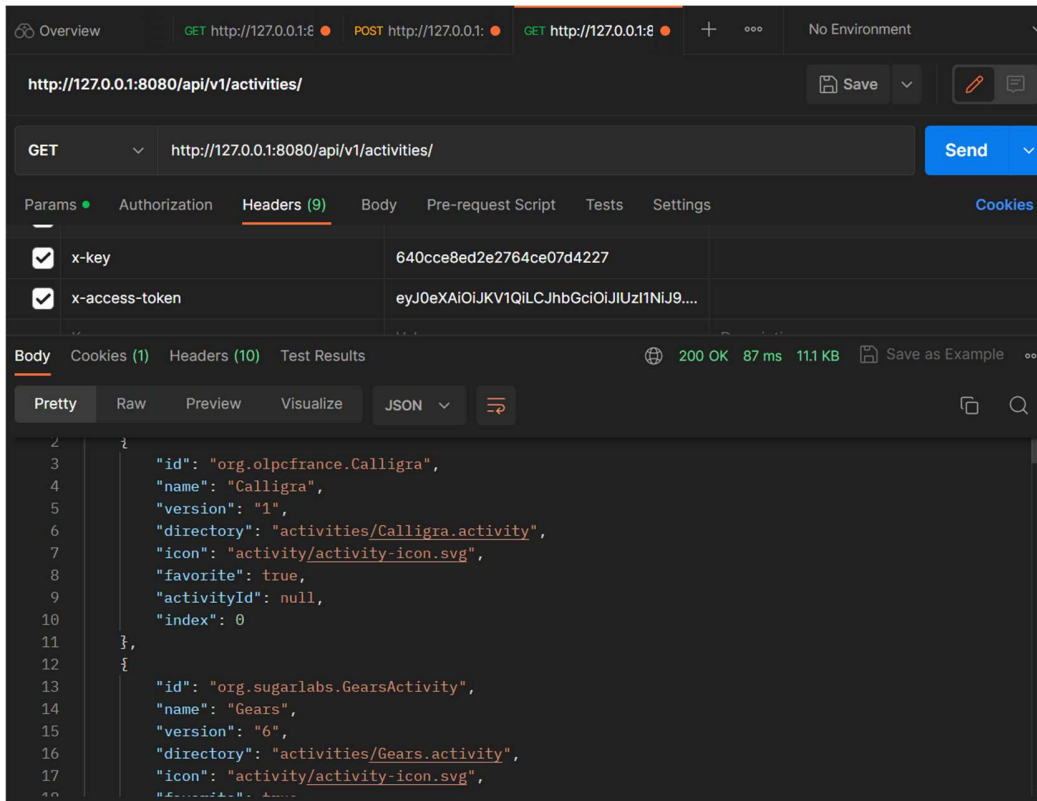 Overview GET http://127.0.0.1:8 POST http://127.0.0.1: GET http://127.0.0.1:8 No Environment
http://127.0.0.1:8080/api/v1/activities/ Save
GET http://127.0.0.1:8080/api/v1/activities/ Send
Params Authorization Headers (9) Body Pre-request Script Tests Settings Cookies
x-key 640cce8ed2e2764ce07d4227
x-access-token eyJ0eXAiOiJKV1QiLCJhbGciOiJIUzI1NiJ9....
Body Cookies (1) Headers (10) Test Results 200 OK 87 ms 11.1 KB Save as Example
Pretty Raw Preview Visualize JSON
2 {
3 "id": "org.olpcfrance.Calligra",
4 "name": "Calligra",
5 "version": "1",
6 "directory": "activities/Calligra.activity",
7 "icon": "activity/activity-icon.svg",
8 "favorite": true,
9 "activityId": null,
10 "index": 0
11 },
12 {
13 "id": "org.sugarlabs.GearsActivity",
14 "name": "Gears",
15 "version": "6",
16 "directory": "activities/Gears.activity",
17 "icon": "activity/activity-icon.svg",